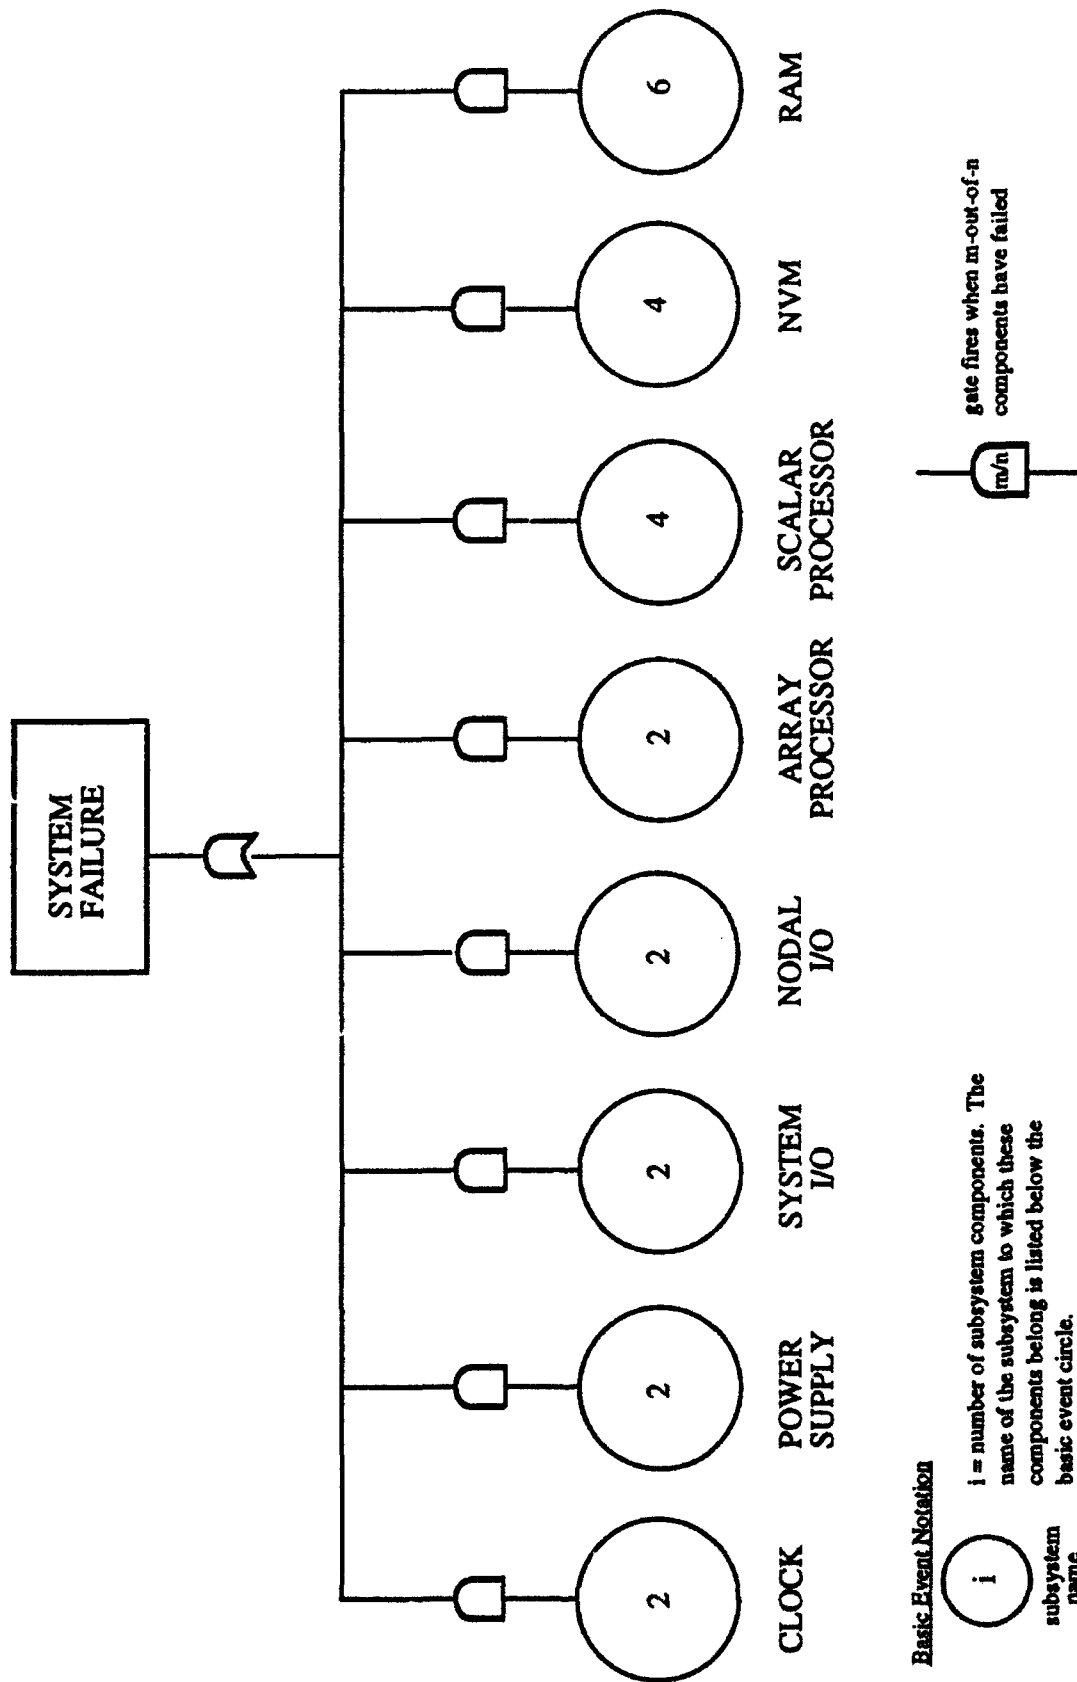 SYSTEM
FAILURE
2
2
2
2
2
4
4
6
CLOCK
POWER
SUPPLY
SYSTEM
I/O
NODAL
I/O
ARRAY
PROCESSOR
SCALAR
PROCESSOR
NVM
RAM
Basic Event Notation
i
subsystem
name
i = number of subsystem components. The
name of the subsystem to which these
components belong is listed below the
basic event circle.
m/n
gate fires when m-out-of-n
components have failed